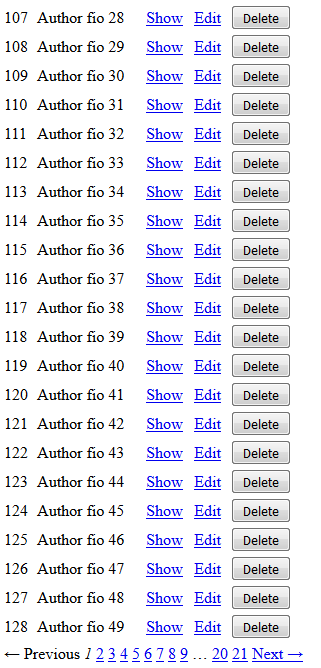 107 Author fio 28 Show Edit Delete
108 Author fio 29 Show Edit Delete
109 Author fio 30 Show Edit Delete
110 Author fio 31 Show Edit Delete
111 Author fio 32 Show Edit Delete
112 Author fio 33 Show Edit Delete
113 Author fio 34 Show Edit Delete
114 Author fio 35 Show Edit Delete
115 Author fio 36 Show Edit Delete
116 Author fio 37 Show Edit Delete
117 Author fio 38 Show Edit Delete
118 Author fio 39 Show Edit Delete
119 Author fio 40 Show Edit Delete
120 Author fio 41 Show Edit Delete
121 Author fio 42 Show Edit Delete
122 Author fio 43 Show Edit Delete
123 Author fio 44 Show Edit Delete
124 Author fio 45 Show Edit Delete
125 Author fio 46 Show Edit Delete
126 Author fio 47 Show Edit Delete
127 Author fio 48 Show Edit Delete
128 Author fio 49 Show Edit Delete
← Previous 1 2 3 4 5 6 7 8 9 … 20 21 Next →